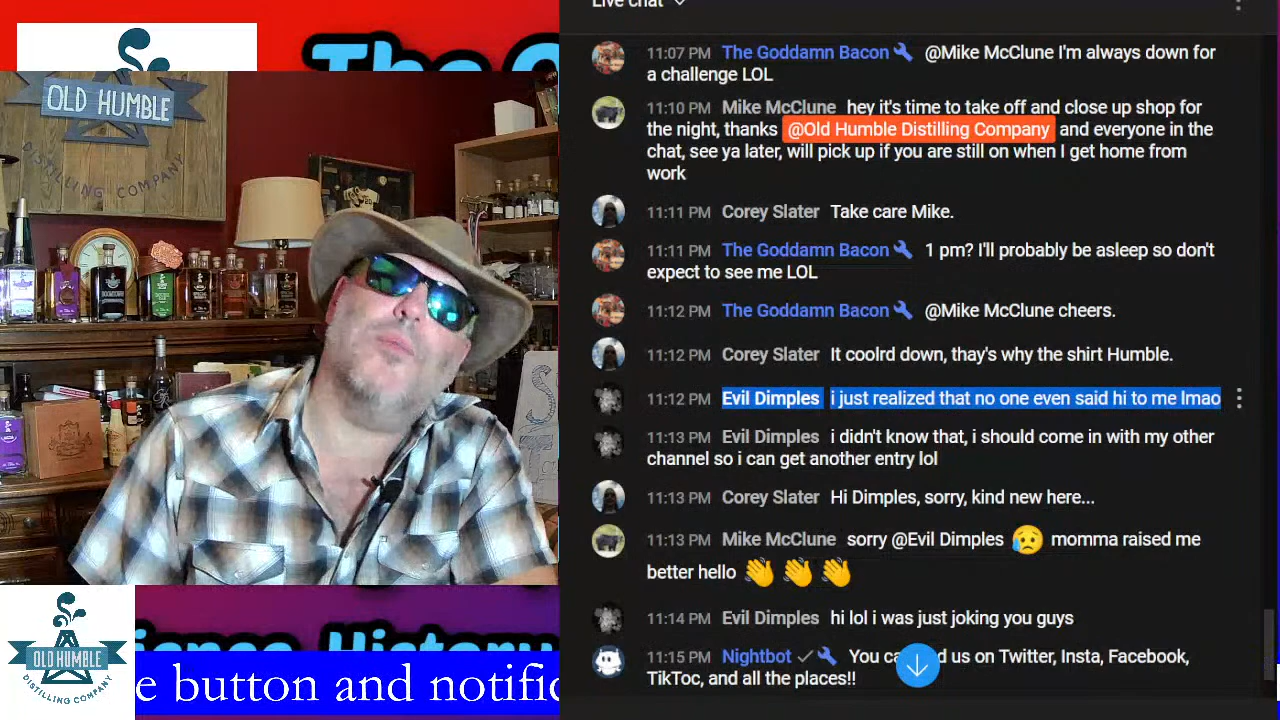 The
OLD HUMBLE
DISTILLING COMPANY
Live chat
11:07 PM The Goddamn Bacon @Mike McClune I'm always down for
a challenge LOL
11:10 PM Mike McClune hey it's time to take off and close up shop for
the night, thanks @Old Humble Distilling Company and everyone in the
chat, see ya later, will pick up if you are still on when I get home from
work
11:11 PM Corey Slater Take care Mike.
11:11 PM The Goddamn Bacon 1 pm? I'll probably be asleep so don't
expect to see me LOL
11:12 PM The Goddamn Bacon @Mike McClune cheers.
11:12 PM Corey Slater It coolrd down, thay's why the shirt Humble.
11:12 PM Evil Dimples i just realized that no one even said hi to me lmao
11:13 PM Evil Dimples i didn't know that, i should come in with my other
channel so i can get another entry lol
11:13 PM Corey Slater Hi Dimples, sorry, kind new here...
11:13 PM Mike McClune sorry @Evil Dimples 😥 momma raised me
better hello 👋 👋 👋
11:14 PM Evil Dimples hi lol i was just joking you guys
11:15 PM Nightbot You us on Twitter, Insta, Facebook,
TikToc, and all the places!!
ience, History
OLD HUMBLE
DISTILLING COMPANY
e button and notific